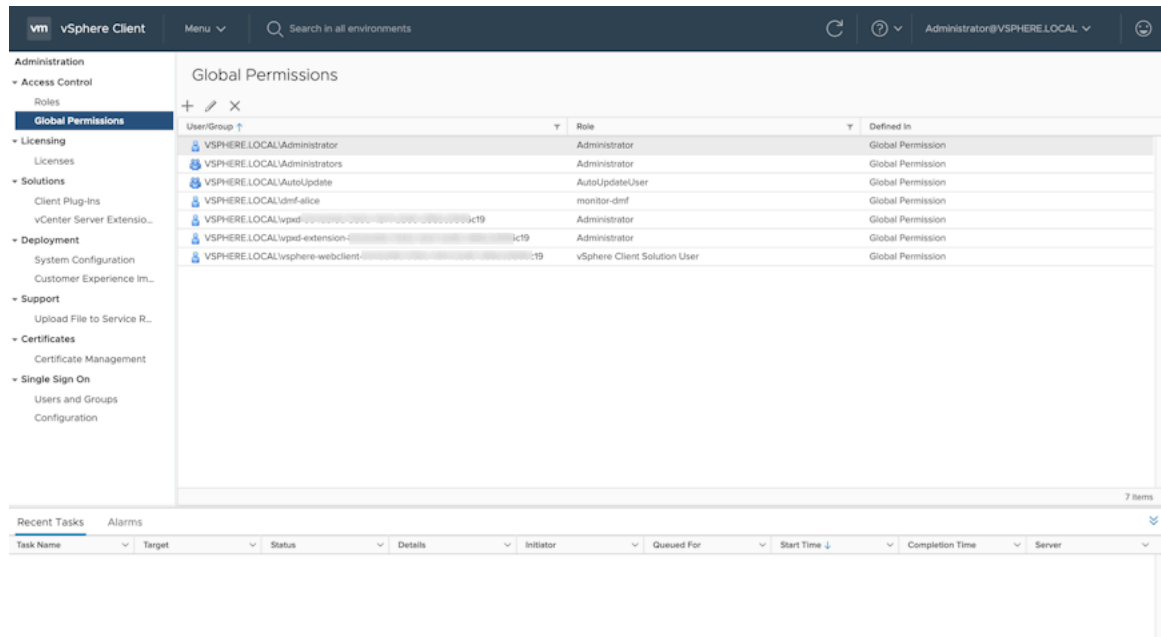 vm vSphere Client Menu Search in all environments Administrator@VSPHERE.LOCAL
Administration
Access Control
Roles
Global Permissions
Licensing
Licenses
Solutions
Client Plug-Ins
vCenter Server Extensio...
Deployment
System Configuration
Customer Experience Im...
Support
Upload File to Service R...
Certificates
Certificate Management
Single Sign On
Users and Groups
Configuration
Global Permissions
User/Group Role Defined In
VSPHERE.LOCAL\Administrator Administrator Global Permission
VSPHERE.LOCAL\Administrators Administrator Global Permission
VSPHERE.LOCAL\AutoUpdate AutoUpdateUser Global Permission
VSPHERE.LOCAL\dmf-alice monitor-dmf Global Permission
VSPHERE.LOCAL\vpxd- c19 Administrator Global Permission
VSPHERE.LOCAL\vpxd-extension- c19 Administrator Global Permission
VSPHERE.LOCAL\vsphere-webclient- :19 vSphere Client Solution User Global Permission
7 items
Recent Tasks Alarms
Task Name Target Status Details Initiator Queued For Start Time Completion Time Server